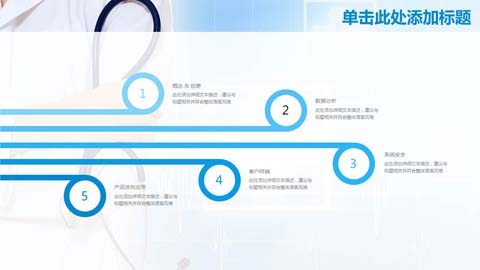 单击此处添加标题
1
概念 & 创意
此处添加详细文本描述，建议与
标题相关并符合整体语言风格
2
数据分析
此处添加详细文本描述，建议与
标题相关并符合整体语言风格
3
系统安全
此处添加详细文本描述，建议与
标题相关并符合整体语言风格
4
客户终端
此处添加详细文本描述，建议与
标题相关并符合整体语言风格
5
产品发布应用
此处添加详细文本描述，建议与
标题相关并符合整体语言风格